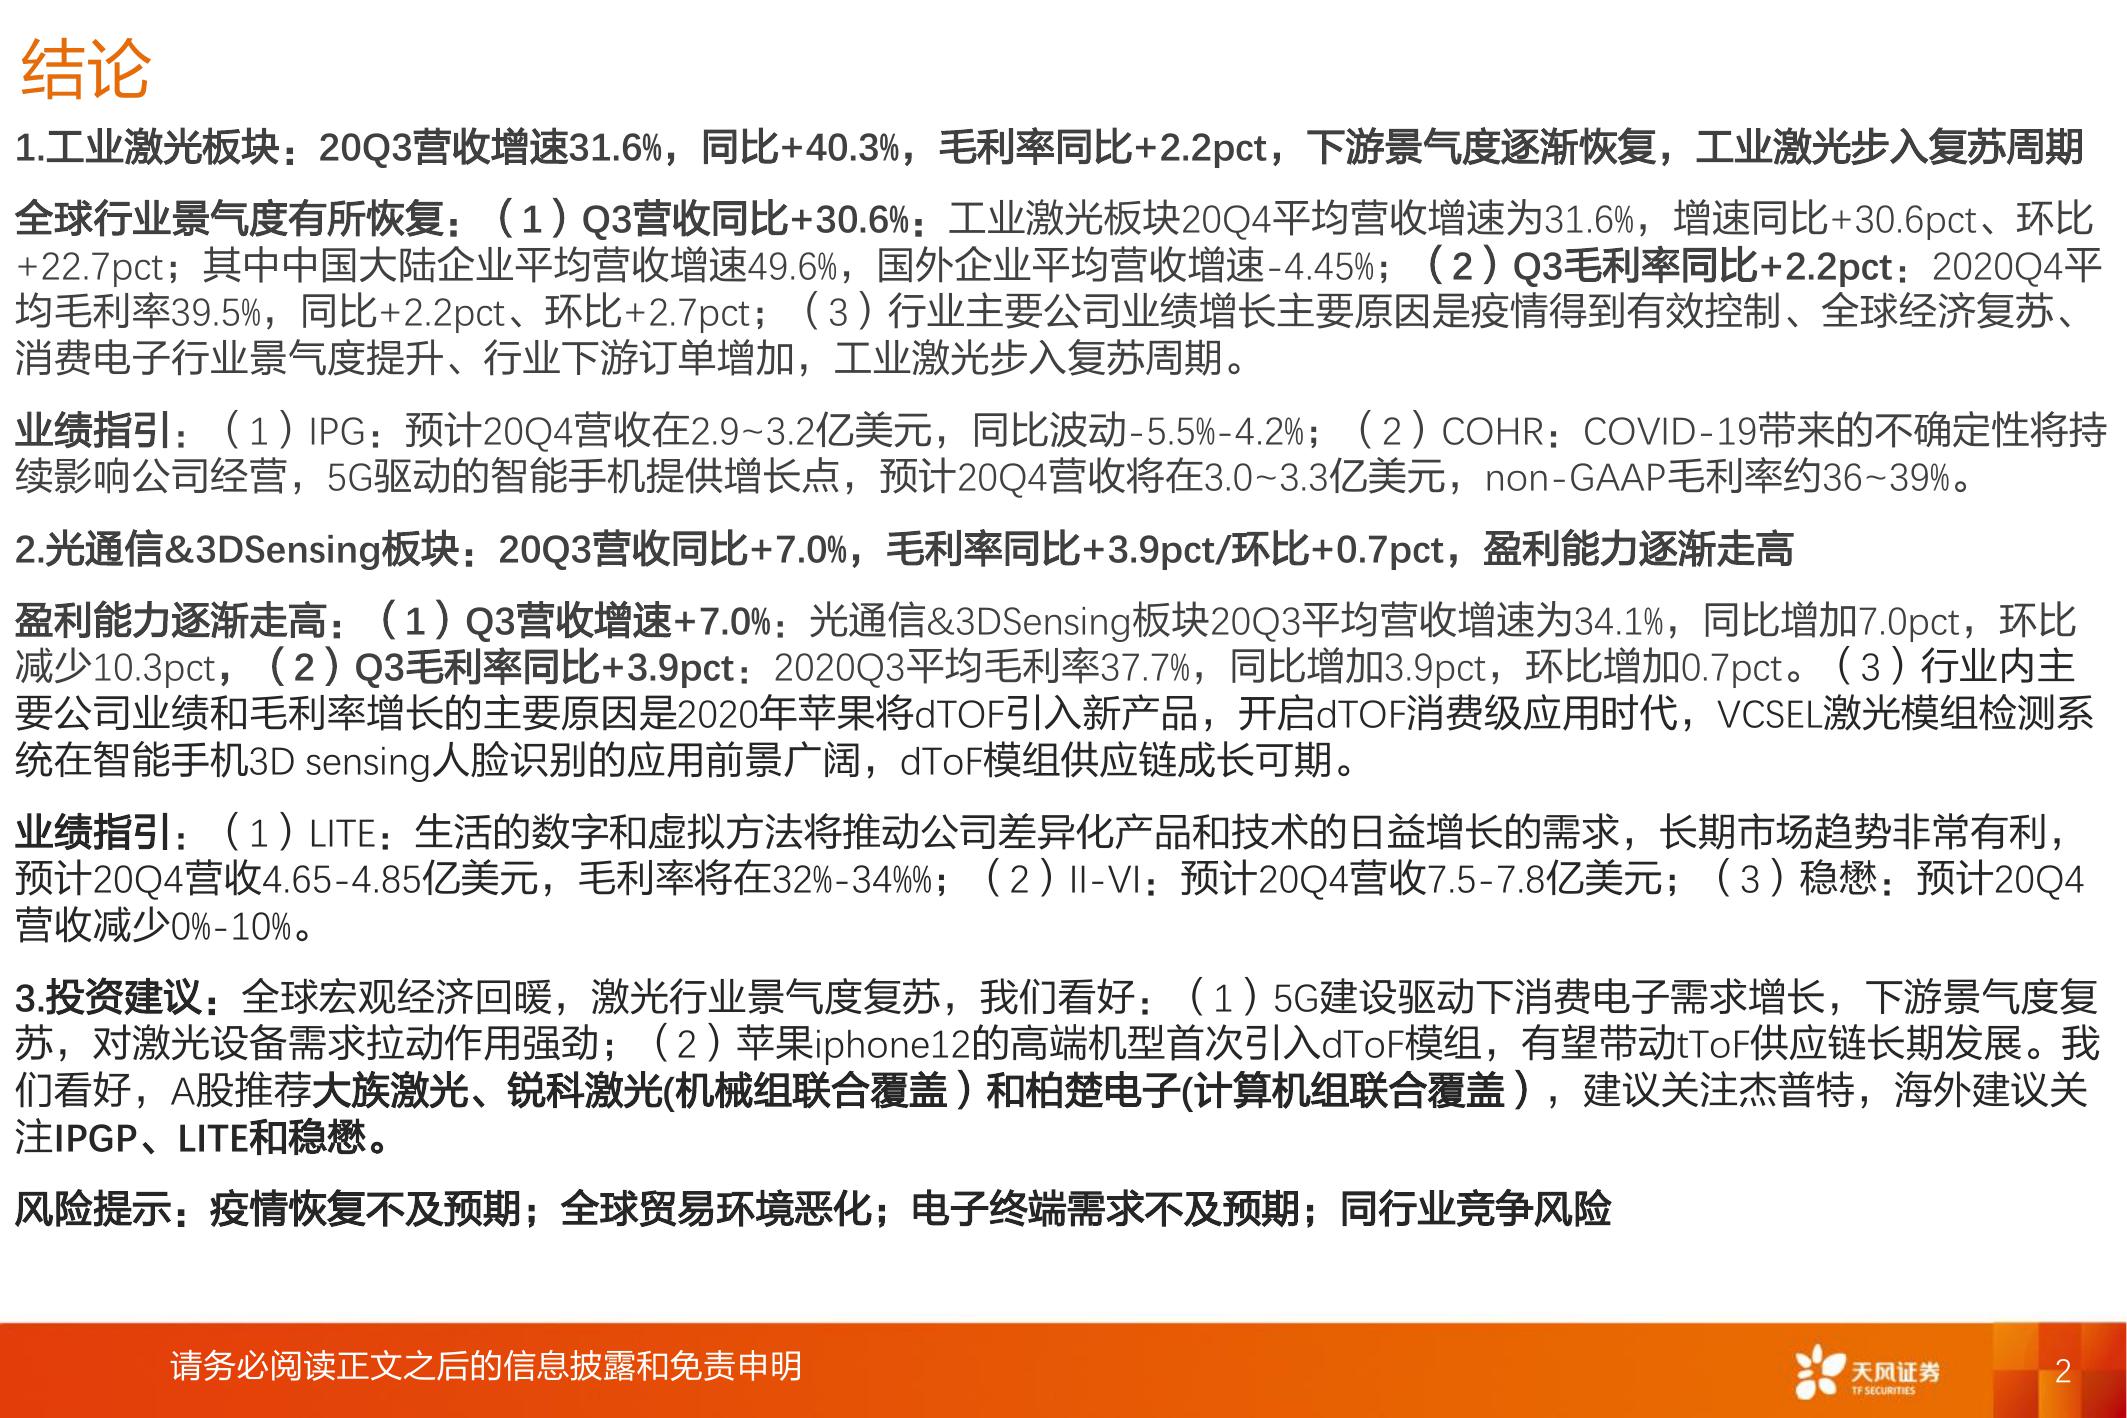 结论
1.工业激光板块：20Q3营收增速31.6%，同比+40.3%，毛利率同比+2.2pct，下游景气度逐渐恢复，工业激光步入复苏周期
全球行业景气度有所恢复：（1）Q3营收同比+30.6%：工业激光板块20Q4平均营收增速为31.6%，增速同比+30.6pct、环比
+22.7pct；其中中国大陆企业平均营收增速49.6%，国外企业平均营收增速-4.45%；（2）Q3毛利率同比+2.2pct：2020Q4平
均毛利率39.5%，同比+2.2pct、环比+2.7pct；（3）行业主要公司业绩增长主要原因是疫情得到有效控制、全球经济复苏、
消费电子行业景气度提升、行业下游订单增加，工业激光步入复苏周期。
业绩指引：（1）IPG：预计20Q4营收在2.9~3.2亿美元，同比波动-5.5%-4.2%；（2）COHR：COVID-19带来的不确定性将持
续影响公司经营，5G驱动的智能手机提供增长点，预计20Q4营收将在3.0~3.3亿美元，non-GAAP毛利率约36~39%。
2.光通信&3DSensing板块：20Q3营收同比+7.0%，毛利率同比+3.9pct/环比+0.7pct，盈利能力逐渐走高
盈利能力逐渐走高：（1）Q3营收增速+7.0%：光通信&3DSensing板块20Q3平均营收增速为34.1%，同比增加7.0pct，环比
减少10.3pct，（2）Q3毛利率同比+3.9pct：2020Q3平均毛利率37.7%，同比增加3.9pct，环比增加0.7pct。（3）行业内主
要公司业绩和毛利率增长的主要原因是2020年苹果将dTOF引入新产品，开启dTOF消费级应用时代，VCSEL激光模组检测系
统在智能手机3D sensing人脸识别的应用前景广阔，dToF模组供应链成长可期。
业绩指引：（1）LITE：生活的数字和虚拟方法将推动公司差异化产品和技术的日益增长的需求，长期市场趋势非常有利，
预计20Q4营收4.65-4.85亿美元，毛利率将在32%-34%%；（2）II-VI：预计20Q4营收7.5-7.8亿美元；（3）稳懋：预计20Q4
营收减少0%-10%。
3.投资建议：全球宏观经济回暖，激光行业景气度复苏，我们看好：（1）5G建设驱动下消费电子需求增长，下游景气度复
苏，对激光设备需求拉动作用强劲；（2）苹果iphone12的高端机型首次引入dToF模组，有望带动tToF供应链长期发展。我
们看好，A股推荐大族激光、锐科激光(机械组联合覆盖）和柏楚电子(计算机组联合覆盖），建议关注杰普特，海外建议关
注IPGP、LITE和稳懋。
风险提示：疫情恢复不及预期；全球贸易环境恶化；电子终端需求不及预期；同行业竞争风险
请务必阅读正文之后的信息披露和免责申明
天风证券
TF SECURITIES
2